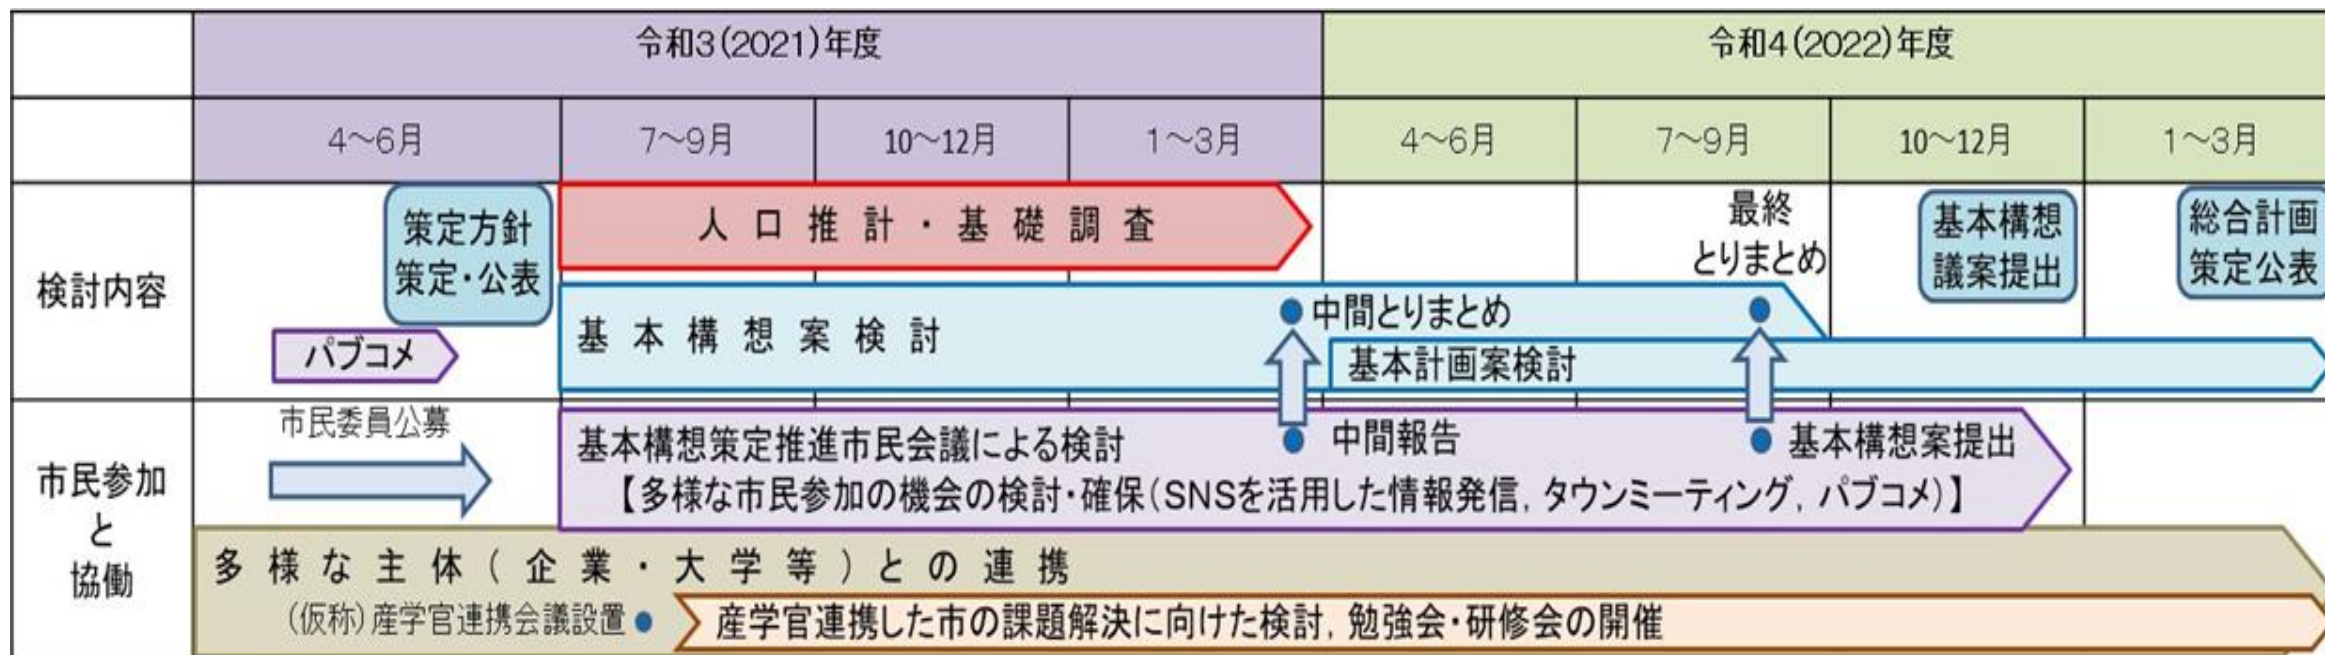 令和3(2021)年度
令和4(2022)年度
4～6月
7～9月
10～12月
1～3月
4～6月
7～9月
10～12月
1～3月
検討内容
策定方針
策定・公表
パブコメ
人口推計・基礎調査
基本構想案検討
中間とりまとめ
最終
とりまとめ
基本計画案検討
基本構想
議案提出
総合計画
策定公表
市民参加
と
協働
市民委員公募
基本構想策定推進市民会議による検討
中間報告
基本構想案提出
【多様な市民参加の機会の検討・確保(SNSを活用した情報発信,タウンミーティング,パブコメ)】
多様な主体(企業・大学等)との連携
(仮称)産学官連携会議設置
産学官連携した市の課題解決に向けた検討,勉強会・研修会の開催